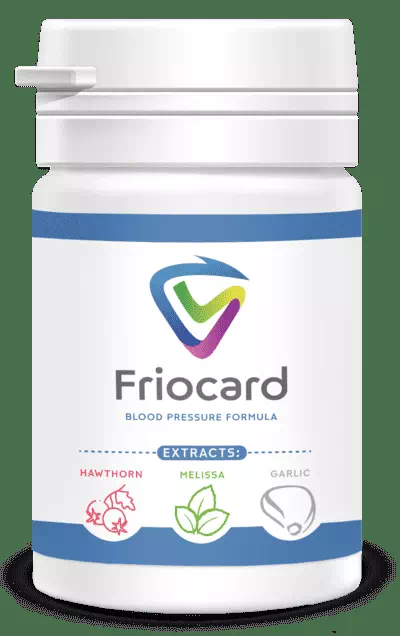 Friocard
BLOOD PRESSURE FORMULA
EXTRACTS:
HAWTHORN MELISSA GARLIC